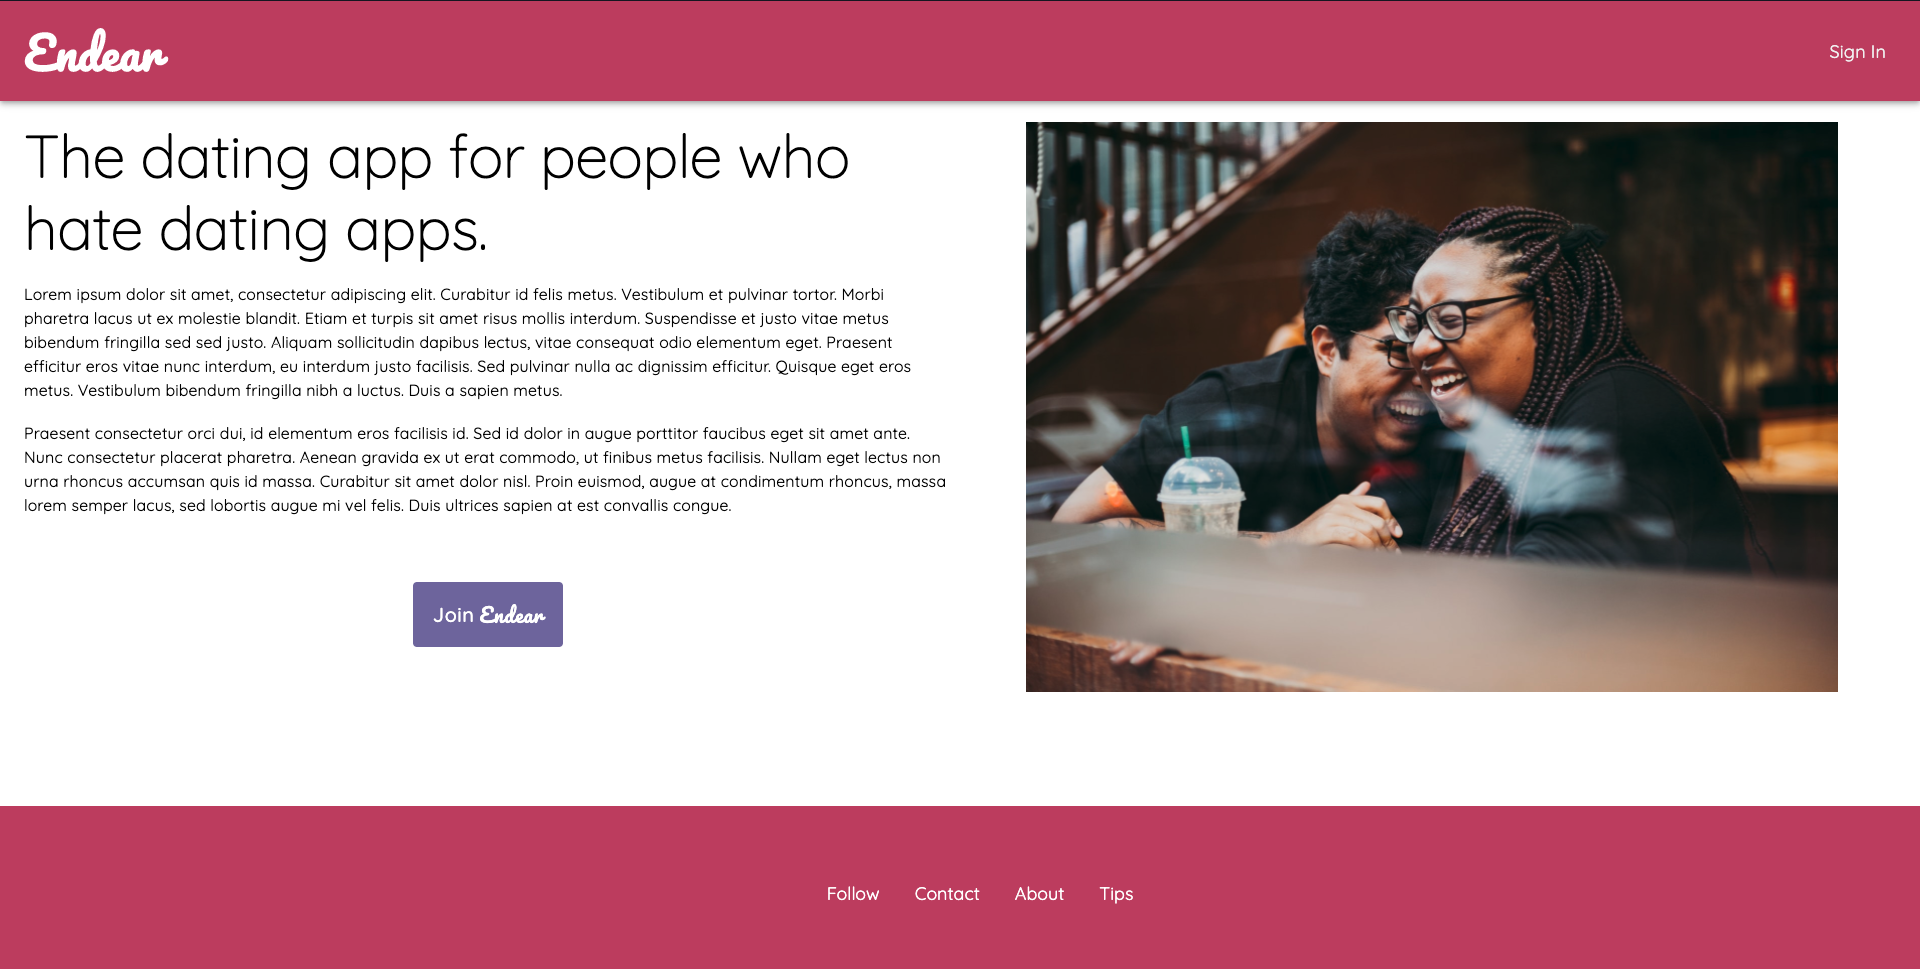 Endear
Sign In
The dating app for people who
hate dating apps.
Lorem ipsum dolor sit amet, consectetur adipiscing elit. Curabitur id felis metus. Vestibulum et pulvinar tortor. Morbi
pharetra lacus ut ex molestie blandit. Etiam et turpis sit amet risus mollis interdum. Suspendisse et justo vitae metus
bibendum fringilla sed sed justo. Aliquam sollicitudin dapibus lectus, vitae consequat odio elementum eget. Praesent
efficitur eros vitae nunc interdum, eu interdum justo facilisis. Sed pulvinar nulla ac dignissim efficitur. Quisque eget eros
metus. Vestibulum bibendum fringilla nibh a luctus. Duis a sapien metus.
Praesent consectetur orci dui, id elementum eros facilisis id. Sed id dolor in augue porttitor faucibus eget sit amet ante.
Nunc consectetur placerat pharetra. Aenean gravida ex ut erat commodo, ut finibus metus facilisis. Nullam eget lectus non
urna rhoncus accumsan quis id massa. Curabitur sit amet dolor nisl. Proin euismod, augue at condimentum rhoncus, massa
lorem semper lacus, sed lobortis augue mi vel felis. Duis ultrices sapien at est convallis congue.
Join Endear
Follow Contact About Tips